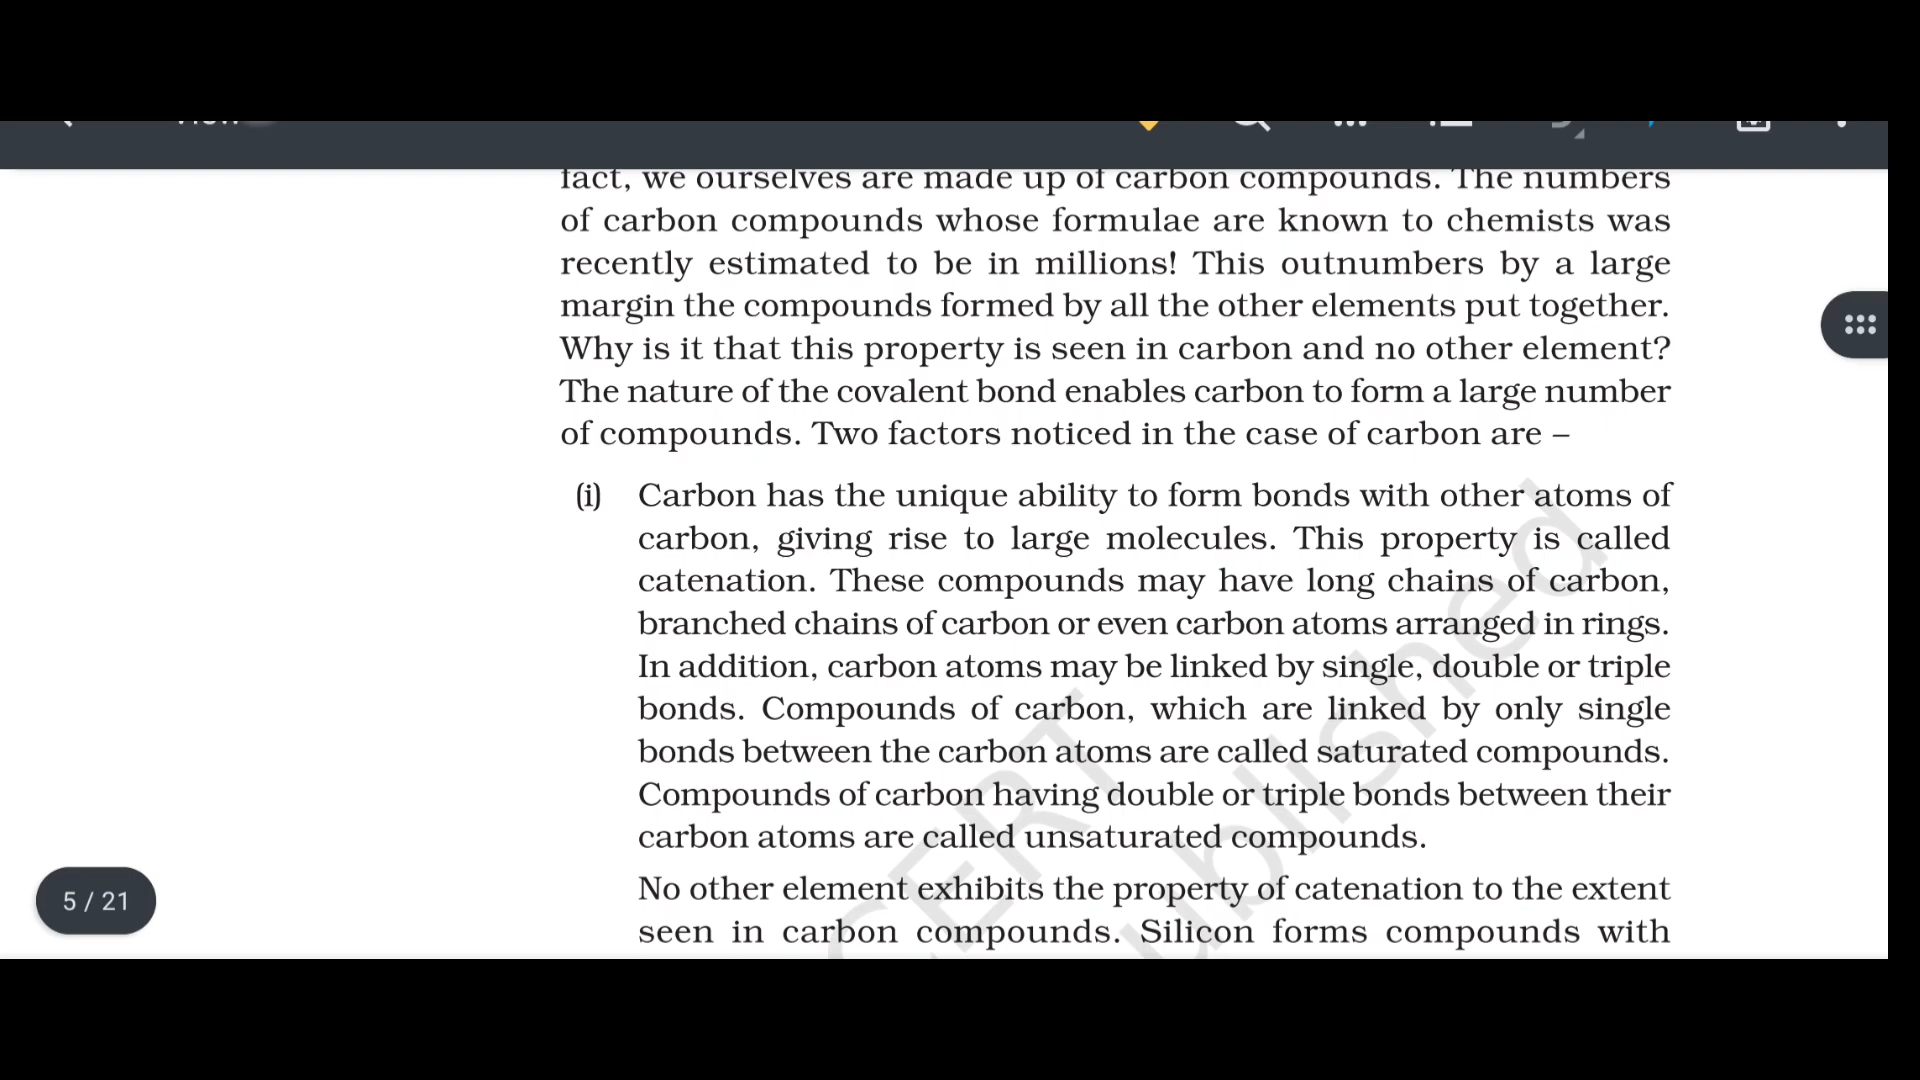 fact, we ourselves are made up of carbon compounds. The numbers
of carbon compounds whose formulae are known to chemists was
recently estimated to be in millions! This outnumbers by a large
margin the compounds formed by all the other elements put together.
Why is it that this property is seen in carbon and no other element?
The nature of the covalent bond enables carbon to form a large number
of compounds. Two factors noticed in the case of carbon are –
(i) Carbon has the unique ability to form bonds with other atoms of
carbon, giving rise to large molecules. This property is called
catenation. These compounds may have long chains of carbon,
branched chains of carbon or even carbon atoms arranged in rings.
In addition, carbon atoms may be linked by single, double or triple
bonds. Compounds of carbon, which are linked by only single
bonds between the carbon atoms are called saturated compounds.
Compounds of carbon having double or triple bonds between their
carbon atoms are called unsaturated compounds.
No other element exhibits the property of catenation to the extent
seen in carbon compounds. Silicon forms compounds with
5 / 21